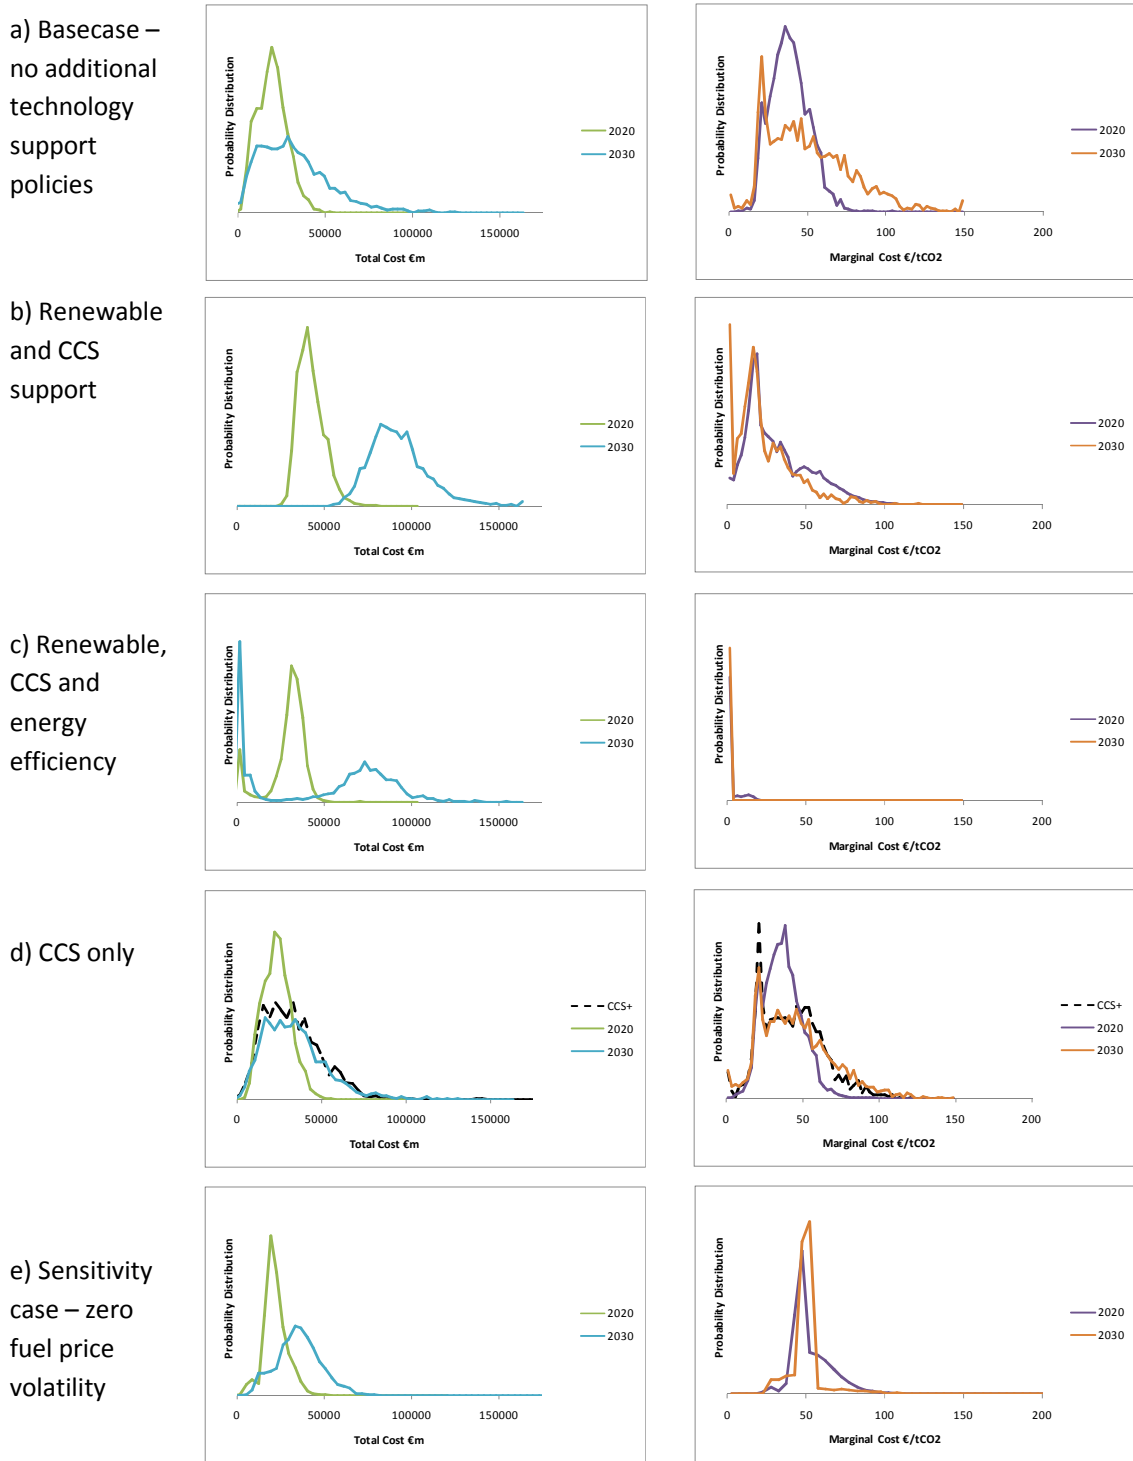 a) Basecase –
no additional
technology
support
policies
Probability Distribution
2020
2030
0 50000 100000 150000
Total Cost €m
Probability Distribution
2020
2030
0 50 100 150 200
Marginal Cost €/tCO2
b) Renewable
and CCS
support
Probability Distribution
2020
2030
0 50000 100000 150000
Total Cost €m
Probability Distribution
2020
2030
0 50 100 150 200
Marginal Cost €/tCO2
c) Renewable,
CCS and
energy
efficiency
Probability Distribution
2020
2030
0 50000 100000 150000
Total Cost €m
Probability Distribution
2020
2030
0 50 100 150 200
Marginal Cost €/tCO2
d) CCS only
Probability Distribution
CCS+
2020
2030
0 50000 100000 150000
Total Cost €m
Probability Distribution
CCS+
2020
2030
0 50 100 150 200
Marginal Cost €/tCO2
e) Sensitivity
case – zero
fuel price
volatility
Probability Distribution
2020
2030
0 50000 100000 150000
Total Cost €m
Probability Distribution
2020
2030
0 50 100 150 200
Marginal Cost €/tCO2